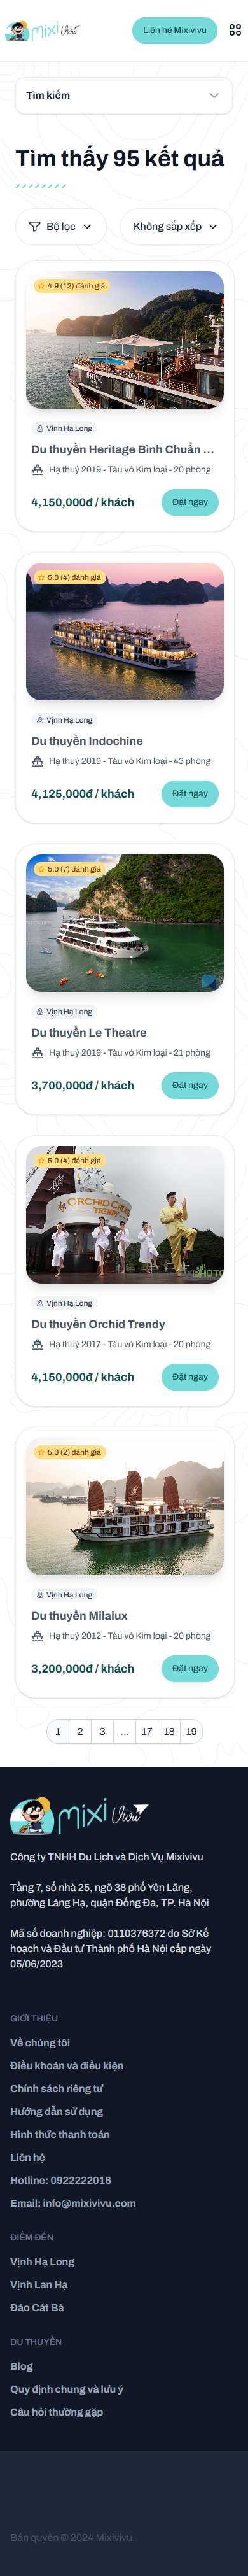 mixi Vivu
Liên hệ Mixivivu
Tìm kiếm
Tìm thấy 95 kết quả
Bộ lọc
Không sắp xếp
4.9 (12) đánh giá
Vịnh Hạ Long
Du thuyền Heritage Bình Chuẩn ...
Hạ thuỷ 2019 - Tàu vỏ Kim loại - 20 phòng
4,150,000đ / khách
Đặt ngay
5.0 (4) đánh giá
Vịnh Hạ Long
Du thuyền Indochine
Hạ thuỷ 2019 - Tàu vỏ Kim loại - 43 phòng
4,125,000đ / khách
Đặt ngay
5.0 (7) đánh giá
Vịnh Hạ Long
Du thuyền Le Theatre
Hạ thuỷ 2019 - Tàu vỏ Kim loại - 21 phòng
3,700,000đ / khách
Đặt ngay
5.0 (4) đánh giá
ORCHID CRUISES
TRENDY
Vịnh Hạ Long
Du thuyền Orchid Trendy
Hạ thuỷ 2017 - Tàu vỏ Kim loại - 20 phòng
4,150,000đ / khách
Đặt ngay
5.0 (2) đánh giá
Vịnh Hạ Long
Du thuyền Milalux
Hạ thuỷ 2012 - Tàu vỏ Kim loại - 20 phòng
3,200,000đ / khách
Đặt ngay
1 2 3 ... 17 18 19
mixi Vivu
Công ty TNHH Du Lịch và Dịch Vụ Mixivivu
Tầng 7, số nhà 25, ngõ 38 phố Yên Lãng,
phường Láng Hạ, quận Đống Đa, TP. Hà Nội
Mã số doanh nghiệp: 0110376372 do Sở Kế
hoạch và Đầu tư Thành phố Hà Nội cấp ngày
05/06/2023
GIỚI THIỆU
Về chúng tôi
Điều khoản và điều kiện
Chính sách riêng tư
Hướng dẫn sử dụng
Hình thức thanh toán
Liên hệ
Hotline: 0922222016
Email: info@mixivivu.com
ĐIỂM ĐẾN
Vịnh Hạ Long
Vịnh Lan Hạ
Đảo Cát Bà
DU THUYỀN
Blog
Quy định chung và lưu ý
Câu hỏi thường gặp
Bản quyền © 2024 Mixivivu.